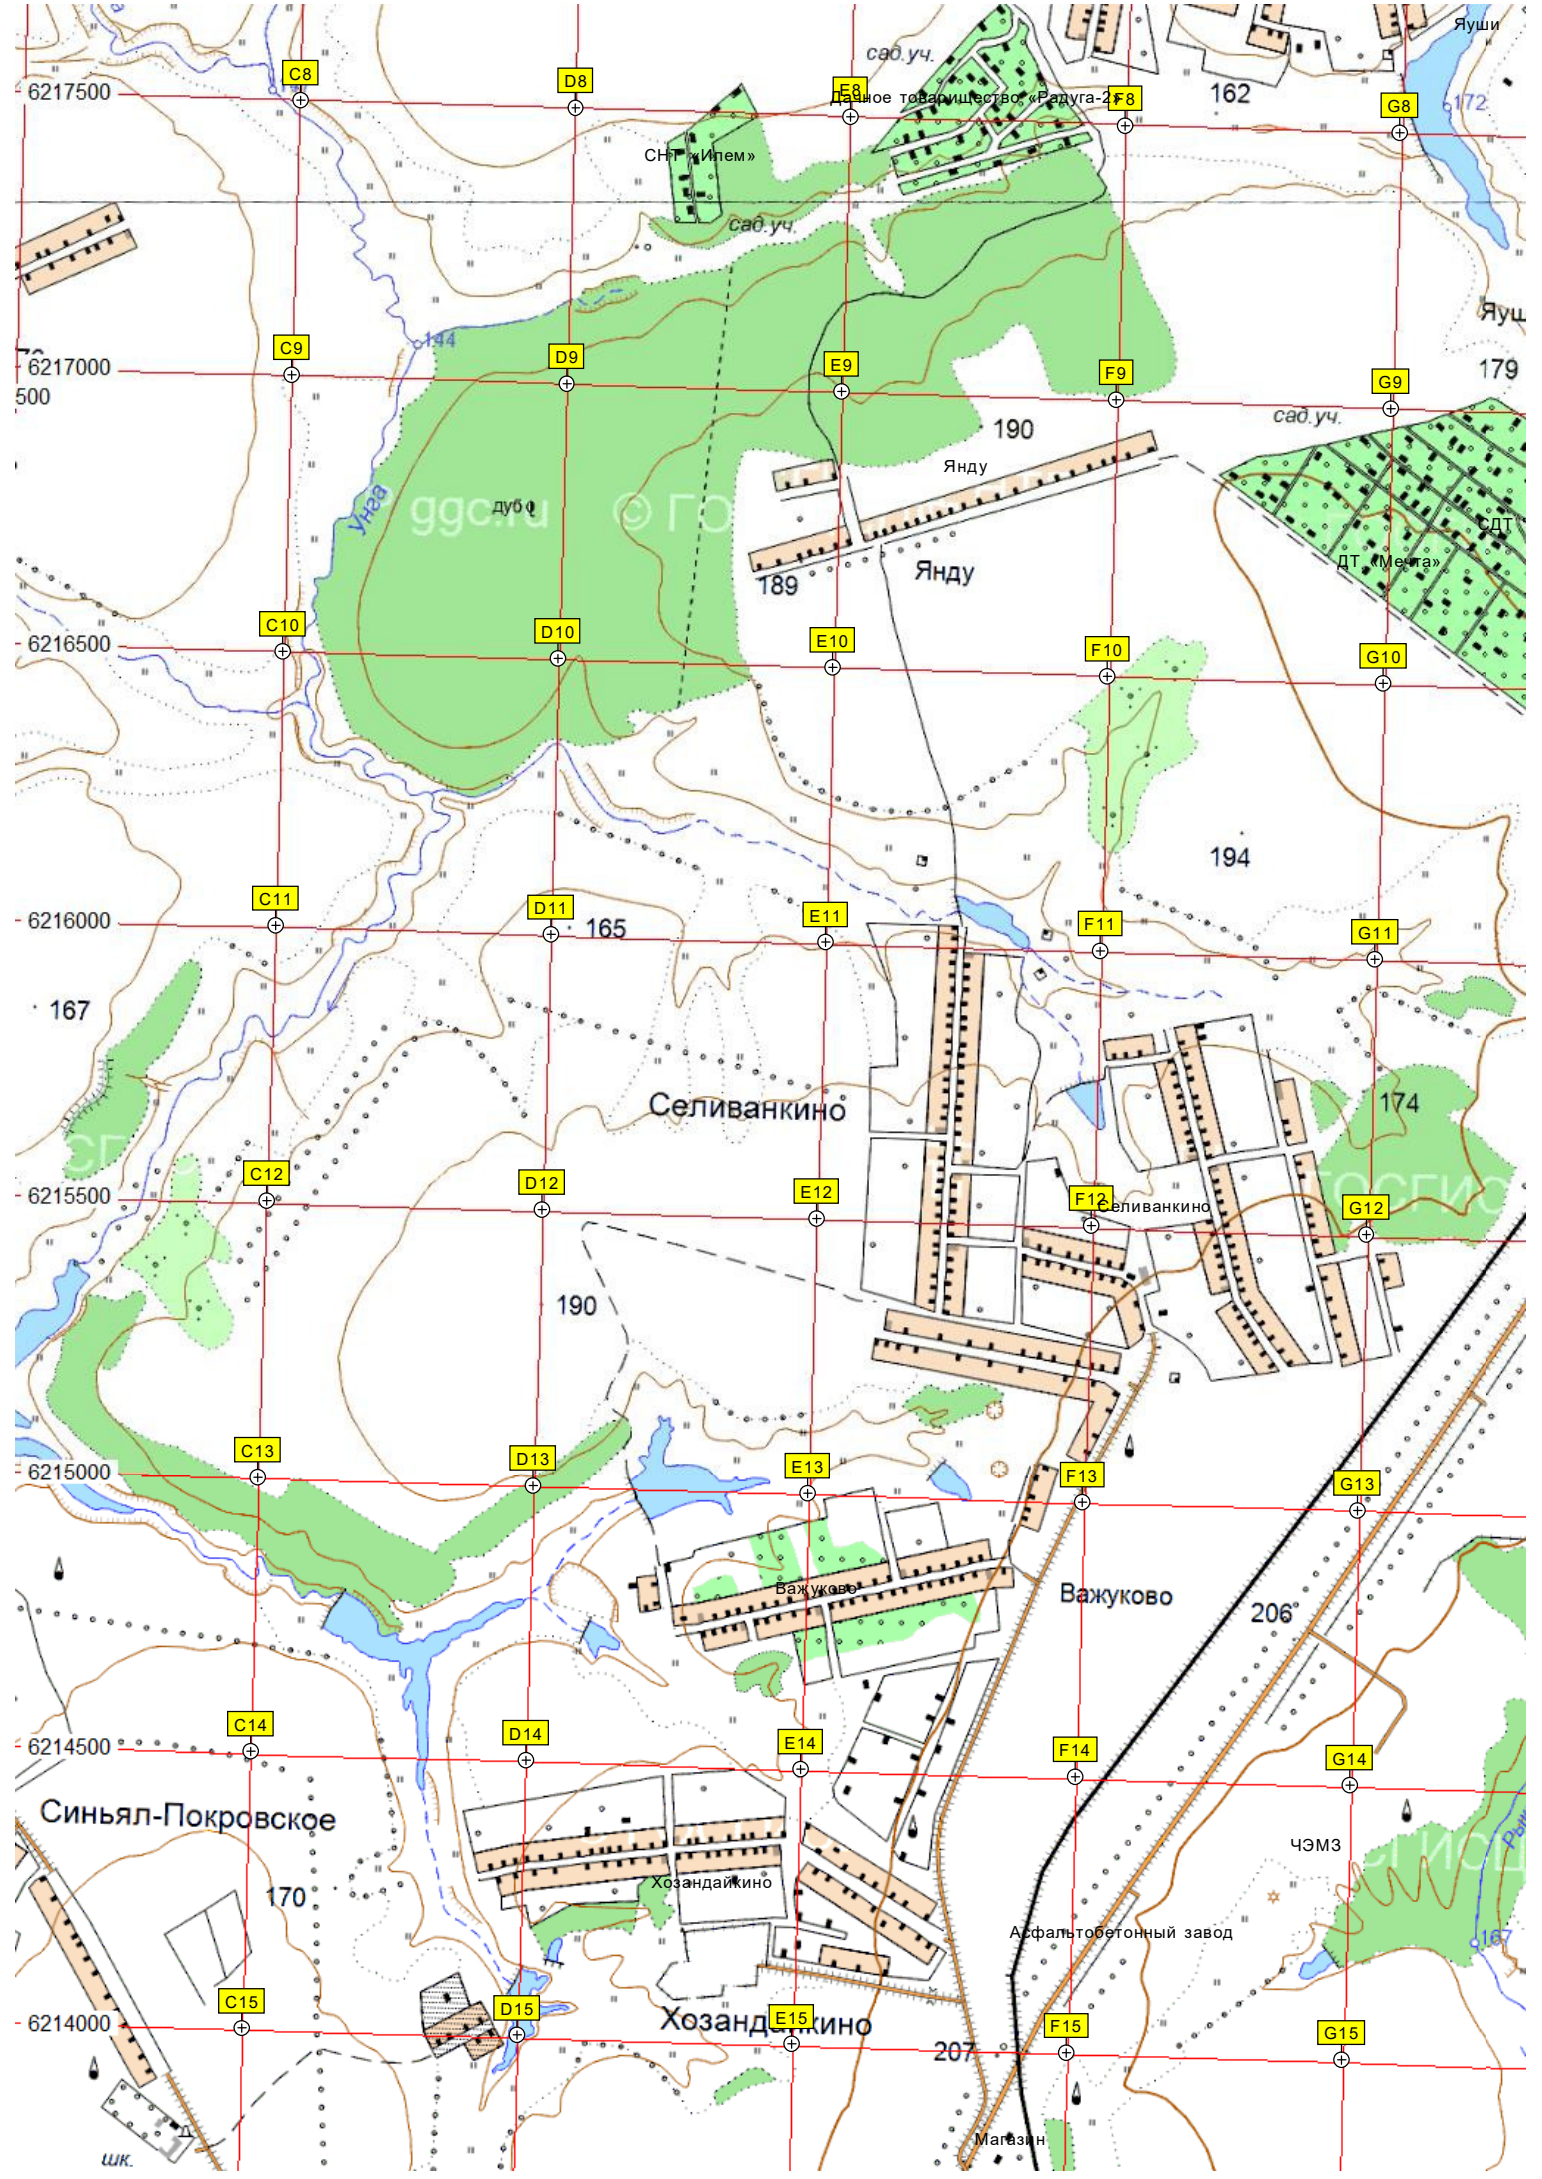 Яуши
сад.уч.
C8
6217500
D8
E8
Дачное товарищество «Радуга-2»
F8
162
G8
172
СНТ «Илем»
сад.уч.
Яуш
144
C9
6217000
D9
E9
F9
G9
179
500
сад.уч.
190
Янду
Унга
дуб
ggc.ru
© ГО
СДТ
ДТ «Мечта»
Янду
189
C10
6216500
D10
E10
F10
G10
194
C11
6216000
D11
165
E11
F11
G11
167
Селиванкино
174
C12
6215500
D12
E12
F12
Селиванкино
G12
ГОСГИС
190
C13
6215000
D13
E13
F13
G13
Важуково
Важуково
206
C14
6214500
D14
E14
F14
G14
Синьял-Покровское
ЧЭМЗ
170
Хозандайкино
Асфальтобетонный завод
167
C15
6214000
D15
Хозандайкино
E15
F15
G15
207
Магазин
шк.